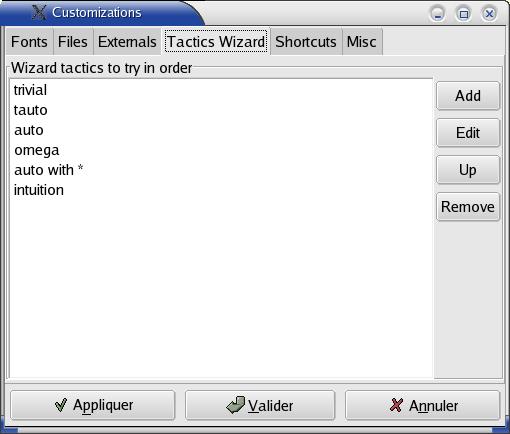 Customizations
Fonts Files Externals Tactics Wizard Shortcuts Misc
Wizard tactics to try in order
trivial
tauto
auto
omega
auto with *
intuition
Add
Edit
Up
Remove
Appliquer Valider Annuler